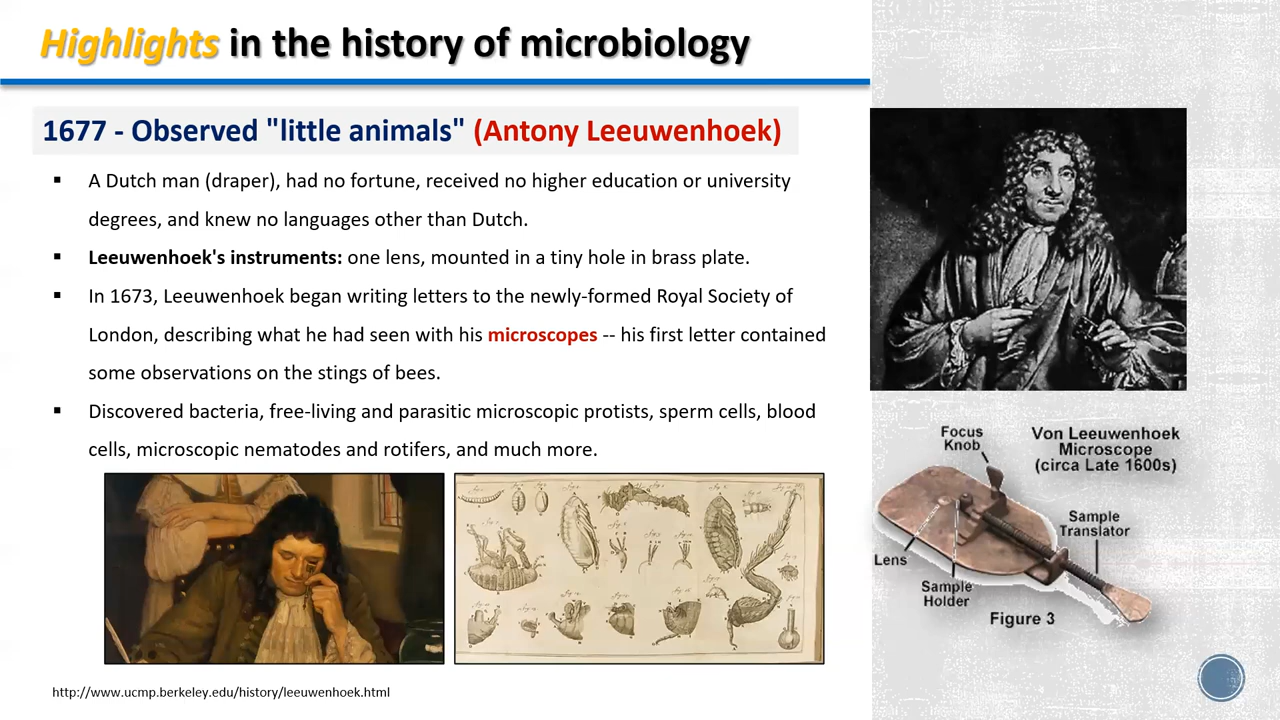 Highlights in the history of microbiology
1677 - Observed "little animals" (Antony Leeuwenhoek)
▪ A Dutch man (draper), had no fortune, received no higher education or university
degrees, and knew no languages other than Dutch.
▪ Leeuwenhoek's instruments: one lens, mounted in a tiny hole in brass plate.
▪ In 1673, Leeuwenhoek began writing letters to the newly-formed Royal Society of
London, describing what he had seen with his microscopes -- his first letter contained
some observations on the stings of bees.
▪ Discovered bacteria, free-living and parasitic microscopic protists, sperm cells, blood
cells, microscopic nematodes and rotifers, and much more.
Focus
Knob
Von Leeuwenhoek
Microscope
(circa Late 1600s)
Sample
Translator
Lens
Sample
Holder
Figure 3
http://www.ucmp.berkeley.edu/history/leeuwenhoek.html